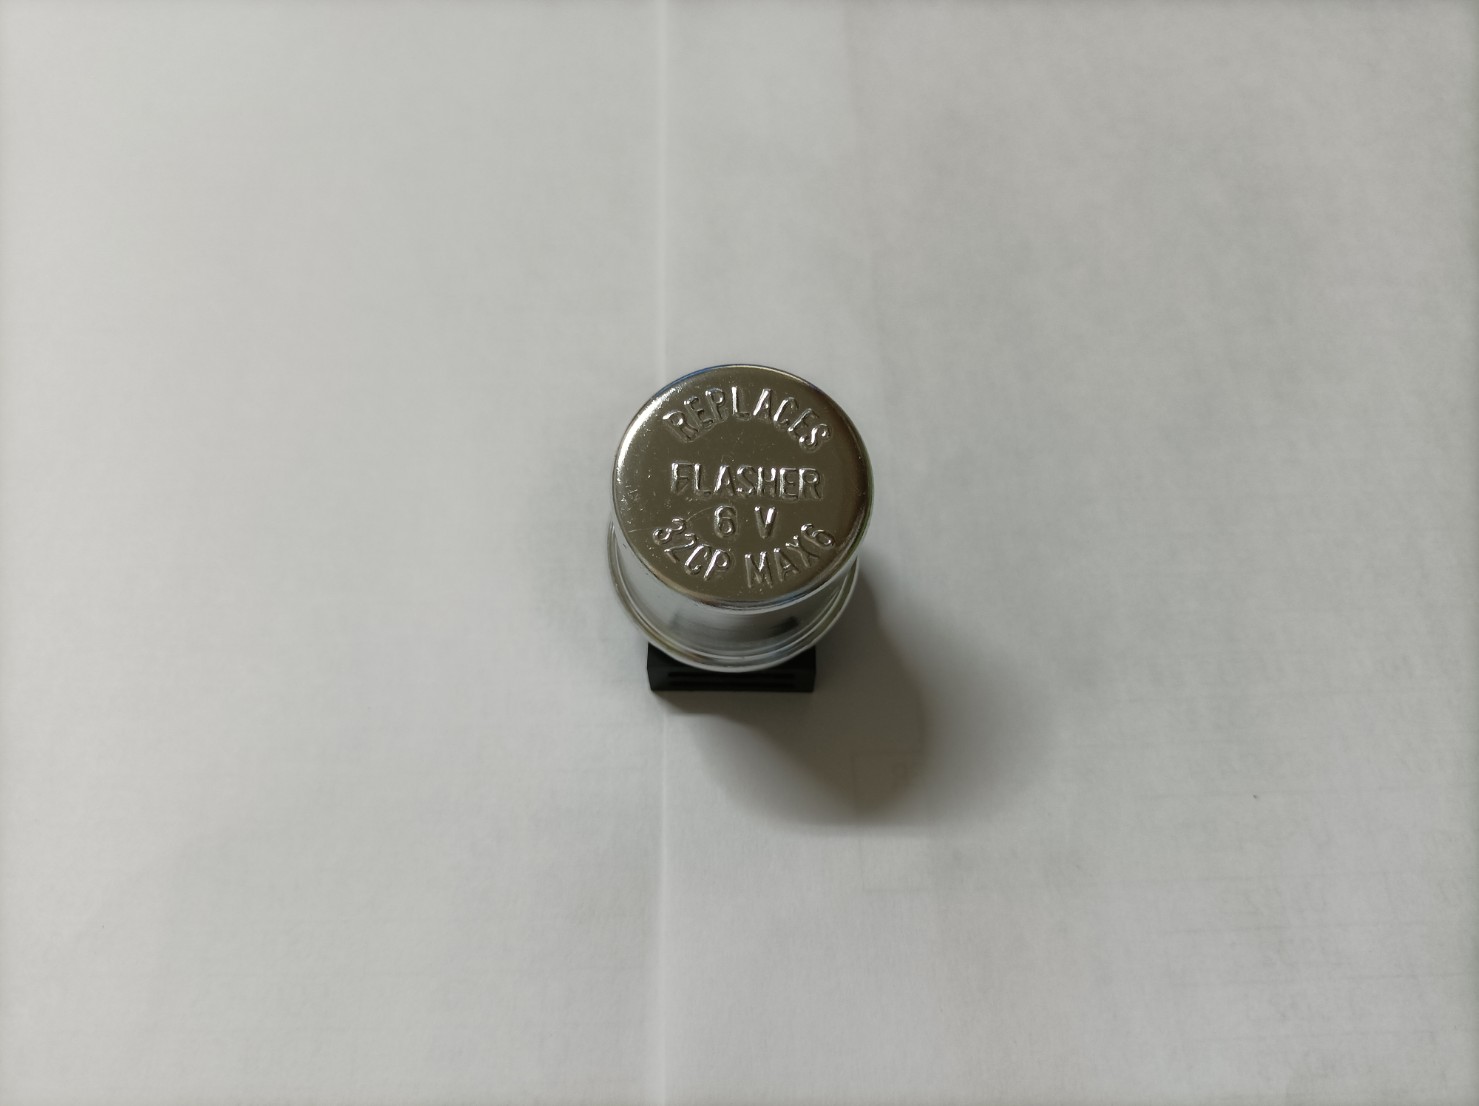 REPLACES
FLASHER
6 V
32CP MAX6